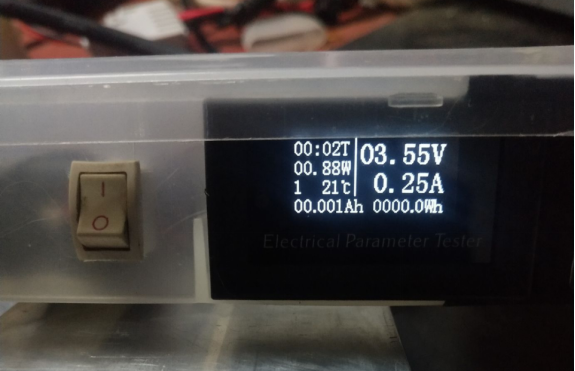 00:02T
00.88W
1 21℃
03.55V
0.25A
00.001Ah 0000.0Wh
Electrical Parameter Tester
I
O